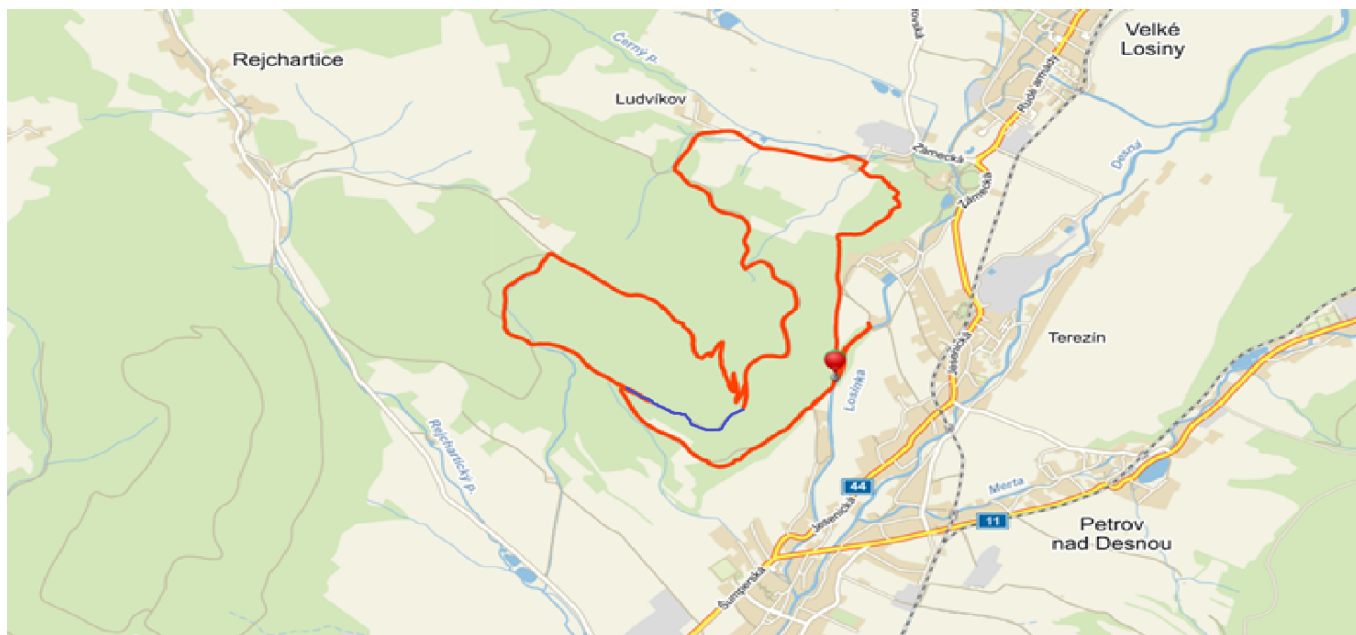 Velké
Losiny
Rejchartice
Černý p.
Rudé armády
Ludvíkov
Zámecká
Desná
Zámecká
Terezín
Jesenická
Losinka
Rejchartický p.
44
Merta
Jesenická
11
Petrov
nad Desnou
Šumperská